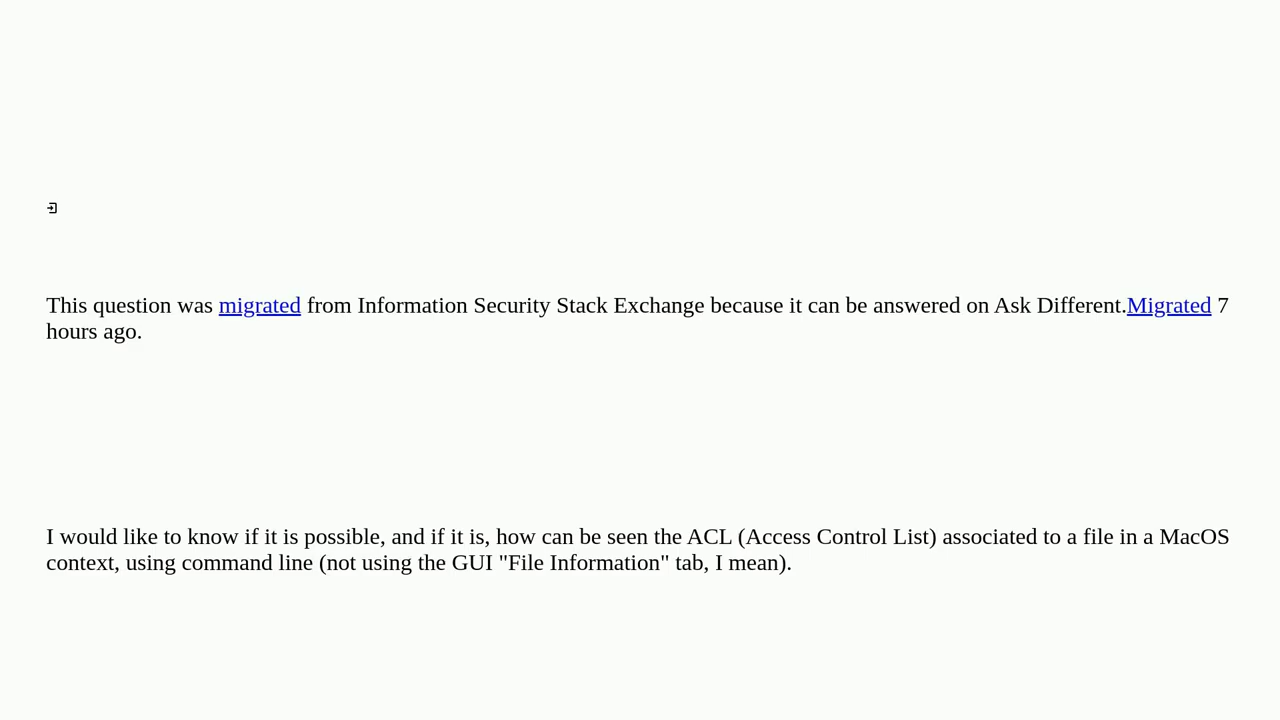 This question was migrated from Information Security Stack Exchange because it can be answered on Ask Different.Migrated 7
hours ago.
I would like to know if it is possible, and if it is, how can be seen the ACL (Access Control List) associated to a file in a MacOS
context, using command line (not using the GUI "File Information" tab, I mean).